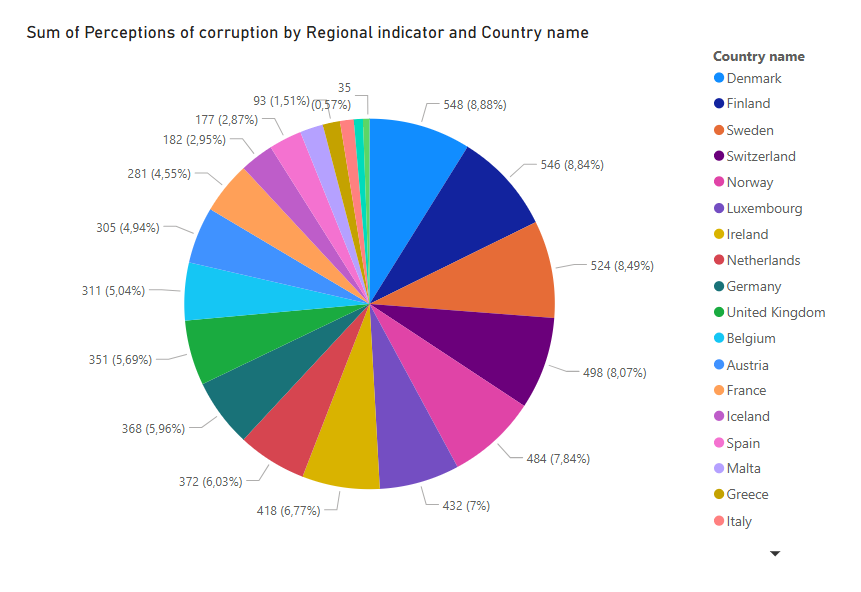 Sum of Perceptions of corruption by Regional indicator and Country name
Country name
Denmark
Finland
Sweden
Switzerland
Norway
Luxembourg
Ireland
Netherlands
Germany
United Kingdom
Belgium
Austria
France
Iceland
Spain
Malta
Greece
Italy
548 (8,88%)
546 (8,84%)
524 (8,49%)
498 (8,07%)
484 (7,84%)
432 (7%)
418 (6,77%)
372 (6,03%)
368 (5,96%)
351 (5,69%)
311 (5,04%)
305 (4,94%)
281 (4,55%)
182 (2,95%)
177 (2,87%)
93 (1,51%)
35
(0,57%)